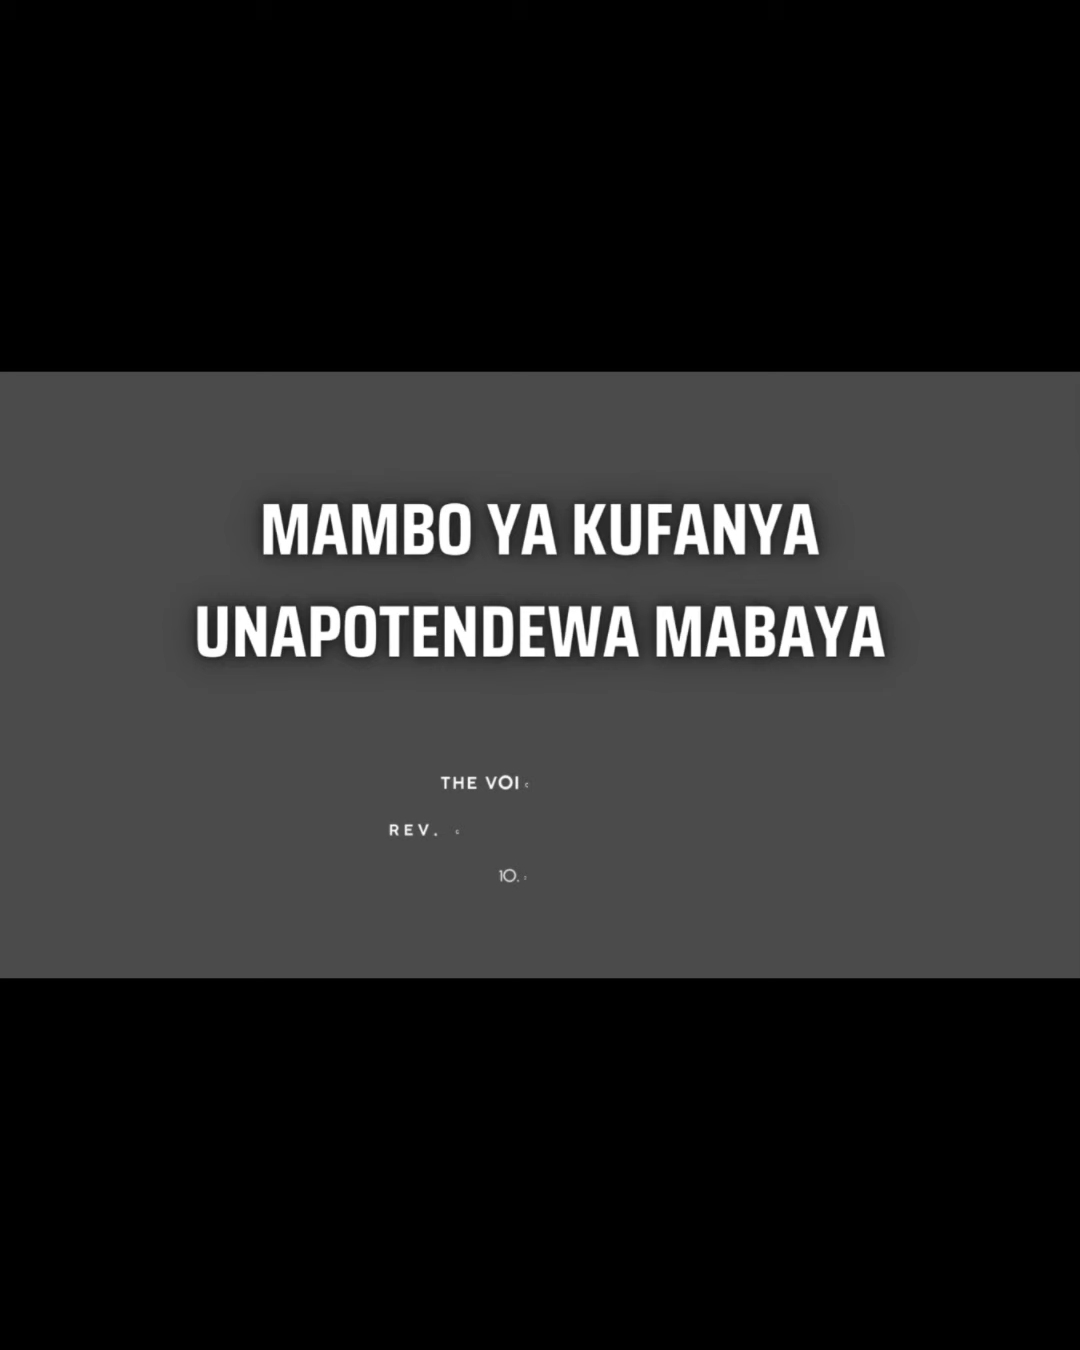 MAMBO YA KUFANYA
UNAPOTENDEWA MABAYA
THE VOI
REV.
10.